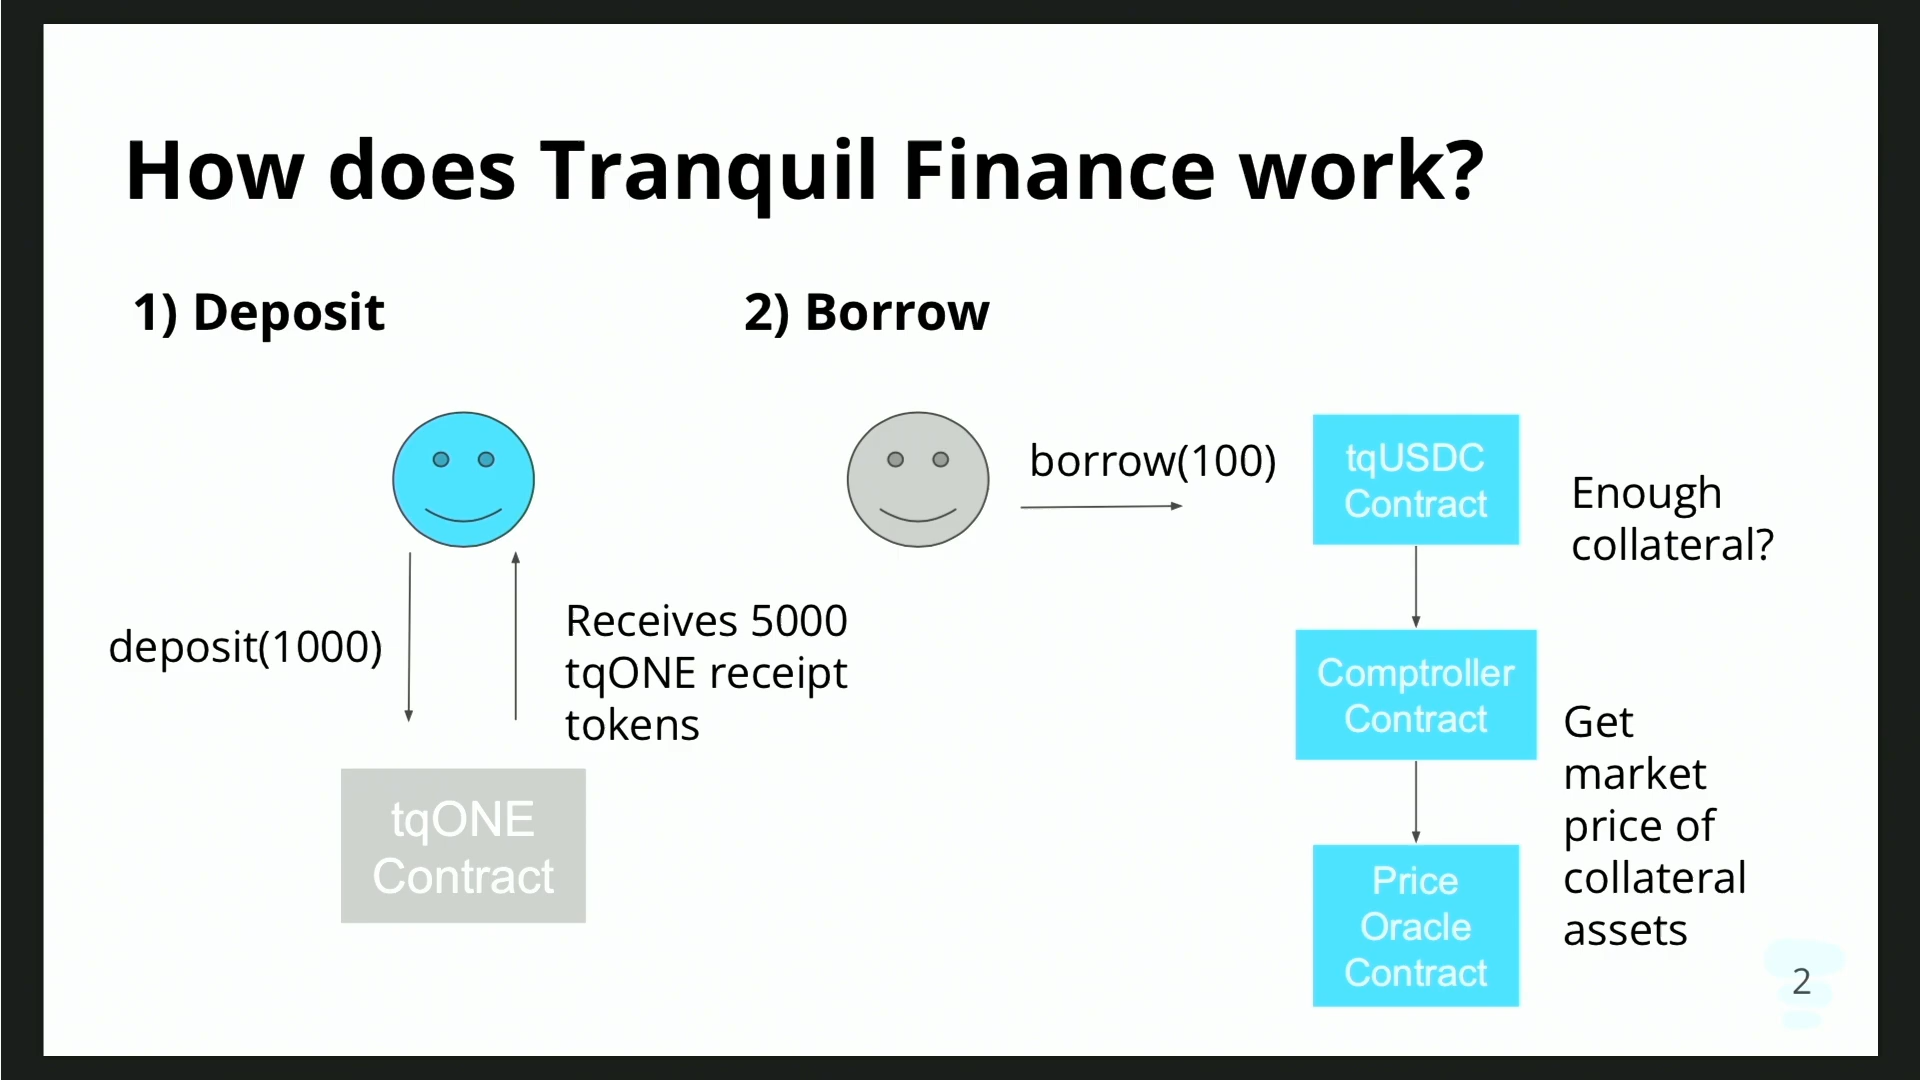 How does Tranquil Finance work?
1) Deposit
2) Borrow
deposit(1000)
Receives 5000
tqONE receipt
tokens
tqONE
Contract
borrow(100)
tqUSDC
Contract
Enough
collateral?
Comptroller
Contract
Get
market
price of
collateral
assets
Price
Oracle
Contract
2